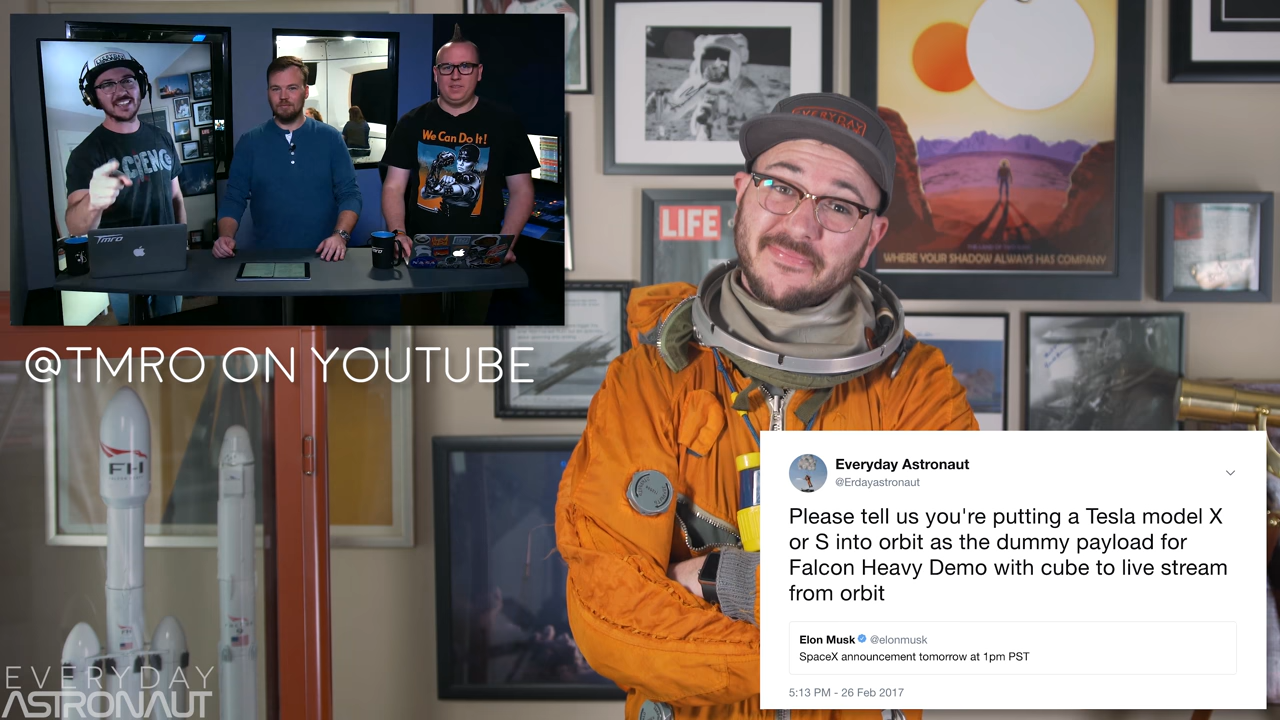 We Can Do It!
Tmro
NASA
@TMRO ON YOUTUBE
EVERYDAY
LIFE
WHERE YOUR SHADOW ALWAYS HAS COMPANY
FH
FH
EVERYDAY
ASTRONAUT
Everyday Astronaut
@Erdayastronaut
Please tell us you're putting a Tesla model X
or S into orbit as the dummy payload for
Falcon Heavy Demo with cube to live stream
from orbit
Elon Musk @elonmusk
SpaceX announcement tomorrow at 1pm PST
5:13 PM - 26 Feb 2017